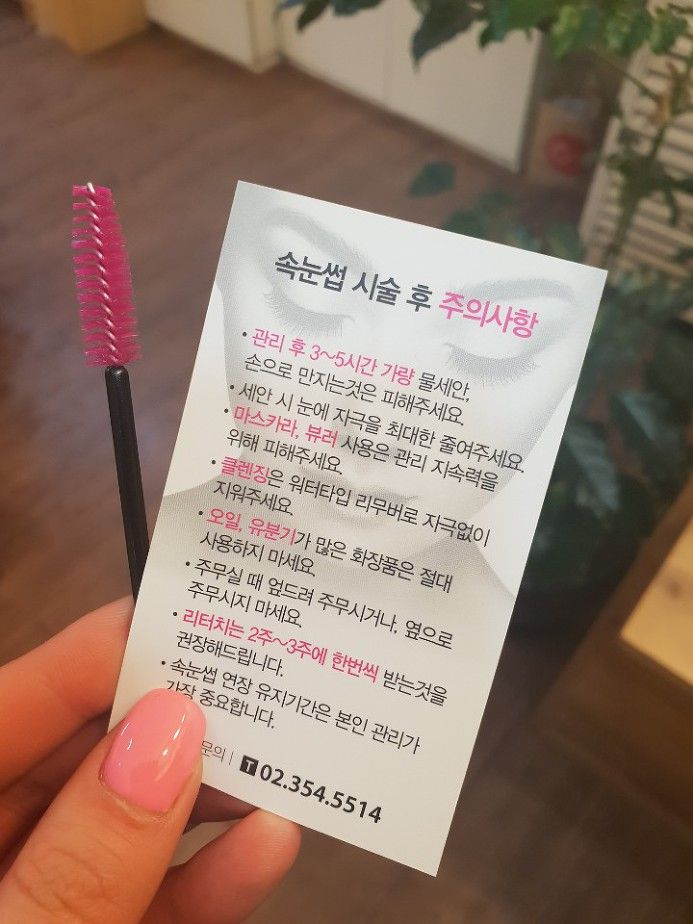 속눈썹 시술 후 주의사항
• 관리 후 3~5시간 가량 물세안,
손으로 만지는것은 피해주세요.
• 세안 시 눈에 자극을 최대한 줄여주세요.
• 마스카라, 뷰러 사용은 관리 지속력을
위해 피해주세요.
• 클렌징은 워터타입 리무버로 자극없이
지워주세요.
• 오일, 유분기가 많은 화장품은 절대
사용하지 마세요.
• 주무실 때 엎드려 주무시거나, 옆으로
주무시지 마세요.
• 리터치는 2주~3주에 한번씩 받는것을
권장해드립니다.
• 속눈썹 연장 유지기간은 본인 관리가
가장 중요합니다.
문의 | T 02.354.5514